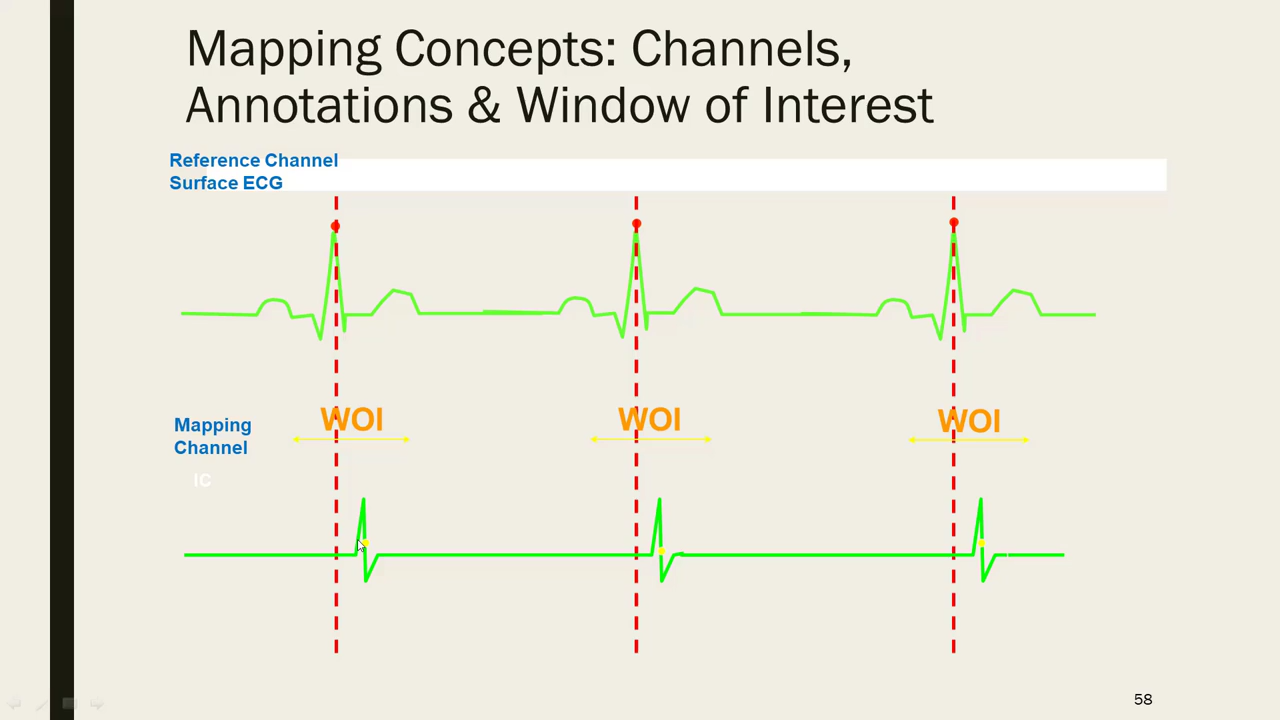 Mapping Concepts: Channels,
Annotations & Window of Interest
Reference Channel
Surface ECG
WOI WOI WOI
Mapping
Channel
IC
58